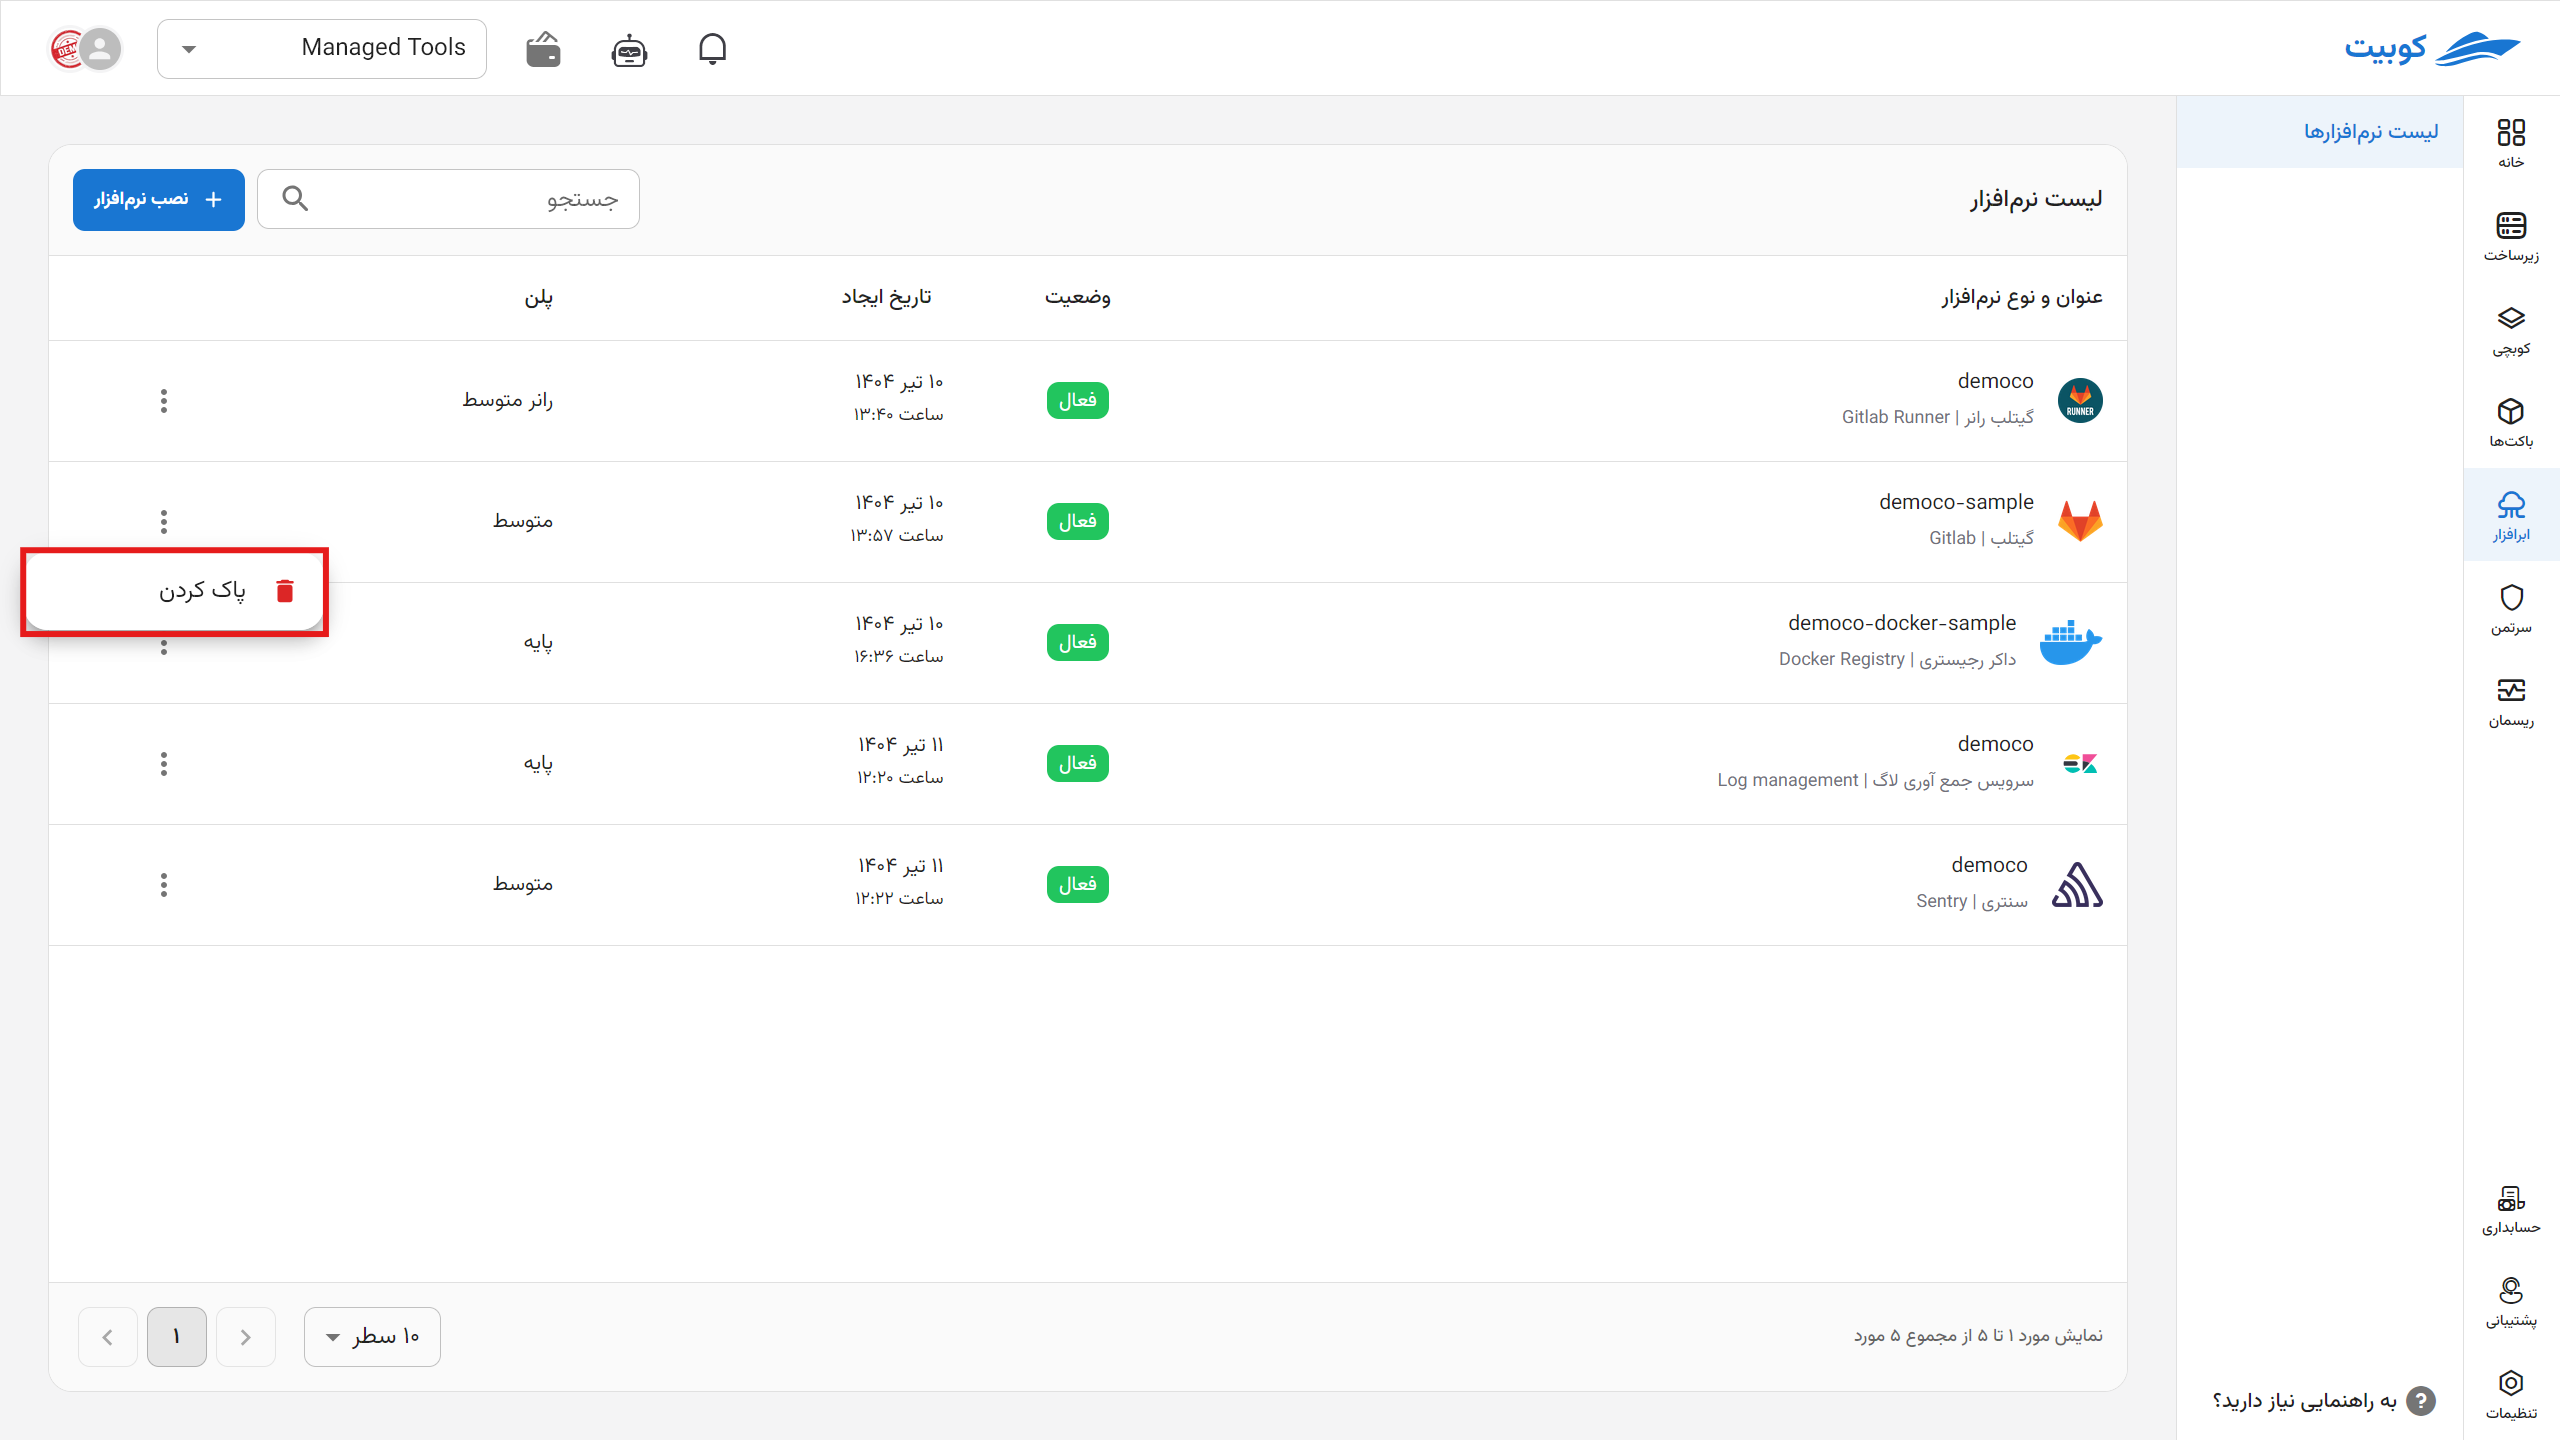 کوبیت
Managed Tools
DEMO
خانه
زیرساخت
کوبچی
باکت‌ها
ابرافزار
سرتمن
ریسمان
حسابداری
پشتیبانی
تنظیمات
لیست نرم‌افزارها
به راهنمایی نیاز دارید؟
لیست نرم‌افزار
جستجو
نصب نرم‌افزار
عنوان و نوع نرم‌افزار وضعیت تاریخ ایجاد پلن
democo
گیتلب رانر | Gitlab Runner
RUNNER
فعال
۱۰ تیر ۱۴۰۴
ساعت ۱۳:۴۰
رانر متوسط
democo-sample
گیتلب | Gitlab
فعال
۱۰ تیر ۱۴۰۴
ساعت ۱۳:۵۷
متوسط
پاک کردن
democo-docker-sample
داکر رجیستری | Docker Registry
فعال
۱۰ تیر ۱۴۰۴
ساعت ۱۶:۳۶
پایه
democo
سرویس جمع آوری لاگ | Log management
فعال
۱۱ تیر ۱۴۰۴
ساعت ۱۲:۲۰
پایه
democo
سنتری | Sentry
فعال
۱۱ تیر ۱۴۰۴
ساعت ۱۲:۲۲
متوسط
نمایش مورد ۱ تا ۵ از مجموع ۵ مورد
۱۰ سطر
۱